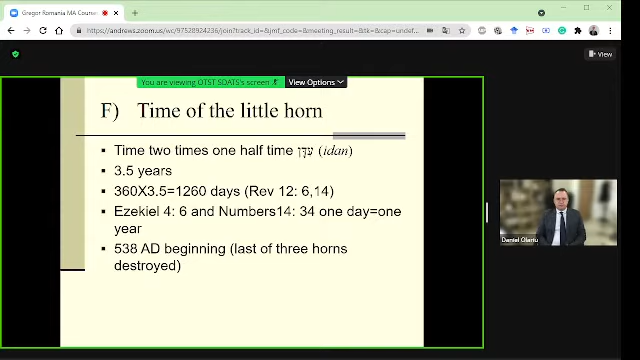 Gregor Romania MA Cours
https://andrews.zoom.us/wc/97528924236/join?track_id=&jmf_code=&meeting_result=&tk=&cap=undef...
You are viewing OTST.SDATS's screen
View Options
View
F) Time of the little horn
▪ Time two times one half time עִדָּן (idan)
▪ 3.5 years
▪ 360X3.5=1260 days (Rev 12: 6,14)
▪ Ezekiel 4: 6 and Numbers14: 34 one day=one
year
▪ 538 AD beginning (last of three horns
destroyed)
Daniel Olariu